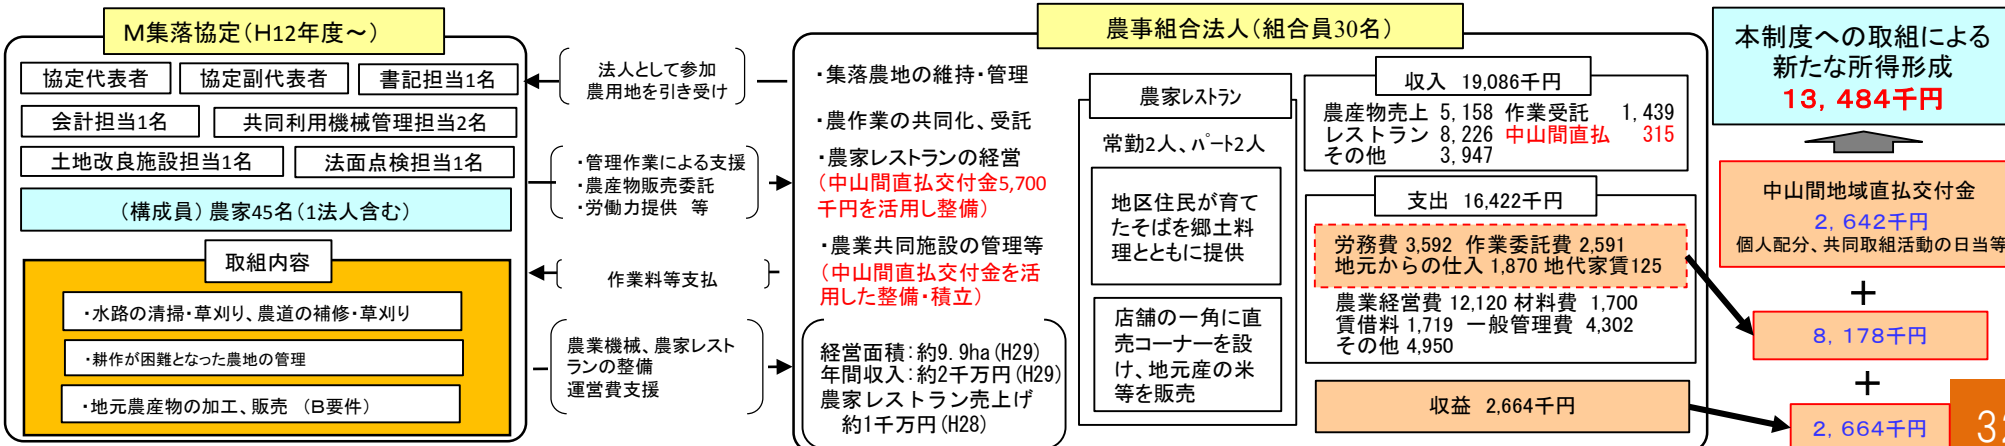 M集落協定(H12年度～)
協定代表者
協定副代表者
書記担当1名
会計担当1名
共同利用機械管理担当2名
土地改良施設担当1名
法面点検担当1名
(構成員)農家45名(1法人含む)
取組内容
・水路の清掃・草刈り、農道の補修・草刈り
・耕作が困難となった農地の管理
・地元農産物の加工、販売 (B要件)
法人として参加
農用地を引き受け
・管理作業による支援
・農産物販売委託
・労働力提供 等
作業料等支払
農業機械、農家レスト
ランの整備
運営費支援
農事組合法人(組合員30名)
・集落農地の維持・管理
・農作業の共同化、受託
・農家レストランの経営
(中山間直払交付金5,700
千円を活用し整備)
・農業共同施設の管理等
(中山間直払交付金を活
用した整備・積立)
経営面積:約9.9ha(H29)
年間収入:約2千万円(H29)
農家レストラン売上げ
約1千万円(H28)
農家レストラン
常勤2人、パート2人
地区住民が育て
たそばを郷土料
理とともに提供
店舗の一角に直
売コーナーを設
け、地元産の米
等を販売
収入 19,086千円
農産物売上 5,158 作業受託 1,439
レストラン 8,226 中山間直払 315
その他 3,947
支出 16,422千円
労務費 3,592 作業委託費 2,591
地元からの仕入 1,870 地代家賃125
農業経営費 12,120 材料費 1,700
賃借料 1,719 一般管理費 4,302
その他 4,950
収益 2,664千円
本制度への取組による
新たな所得形成
13,484千円
中山間地域直払交付金
2,642千円
個人配分、共同取組活動の日当等
+
8,178千円
+
2,664千円